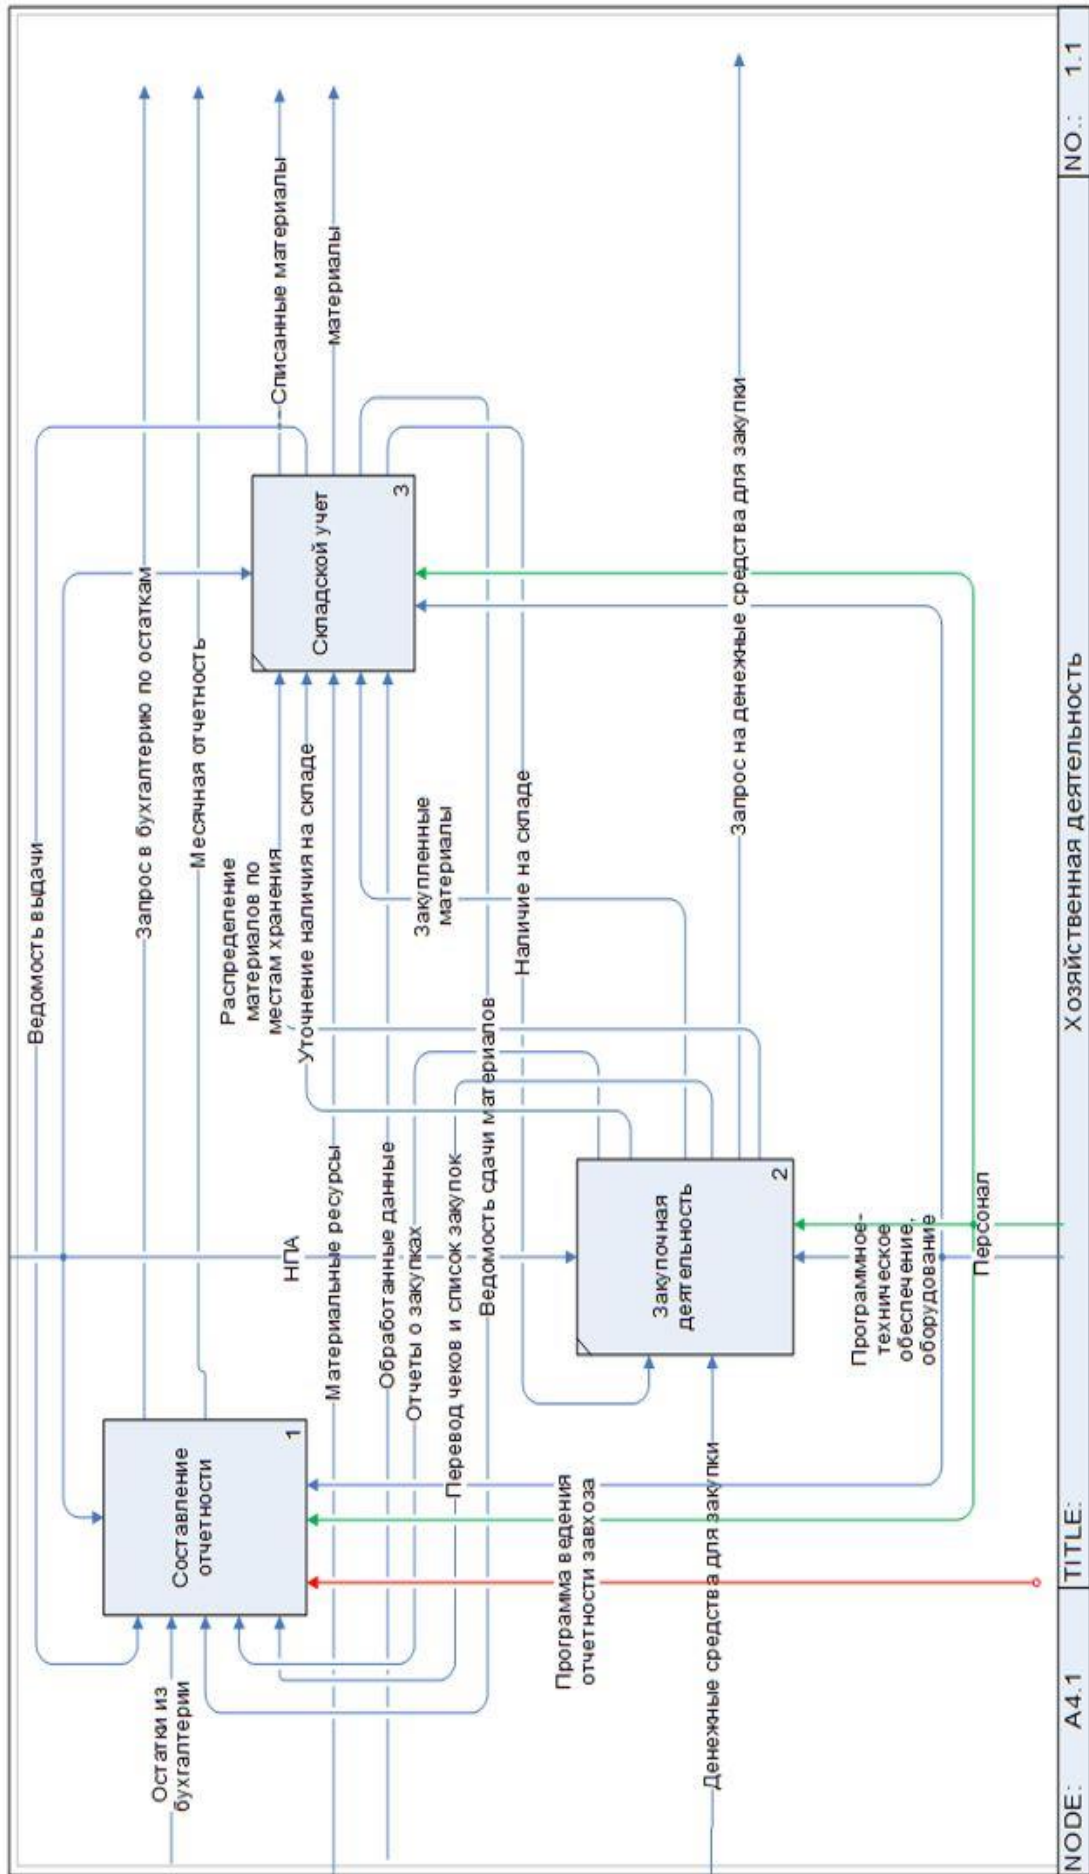 Ведомость выдачи
Запрос в бухгалтерию по остаткам
Месячная отчетность
Остатки из
бухгалтерии
Составление
отчетности
1
НПА
Распределение
материалов по
местам хранения
Уточнение наличия на складе
Складской учет
3
Списанные материалы
материалы
Материальные ресурсы
Обработанные данные
Отчеты о закупках
Перевод чеков и список закупок
Ведомость сдачи материалов
Закупленные
материалы
Наличие на складе
Программа ведения
отчетности завхоза
Закупочная
деятельность
2
Денежные средства для закупки
Запрос на денежные средства для закупки
Программное-
техническое
обеспечение,
оборудование
Персонал
NODE: A4.1
TITLE: Хозяйственная деятельность
NO.: 1.1